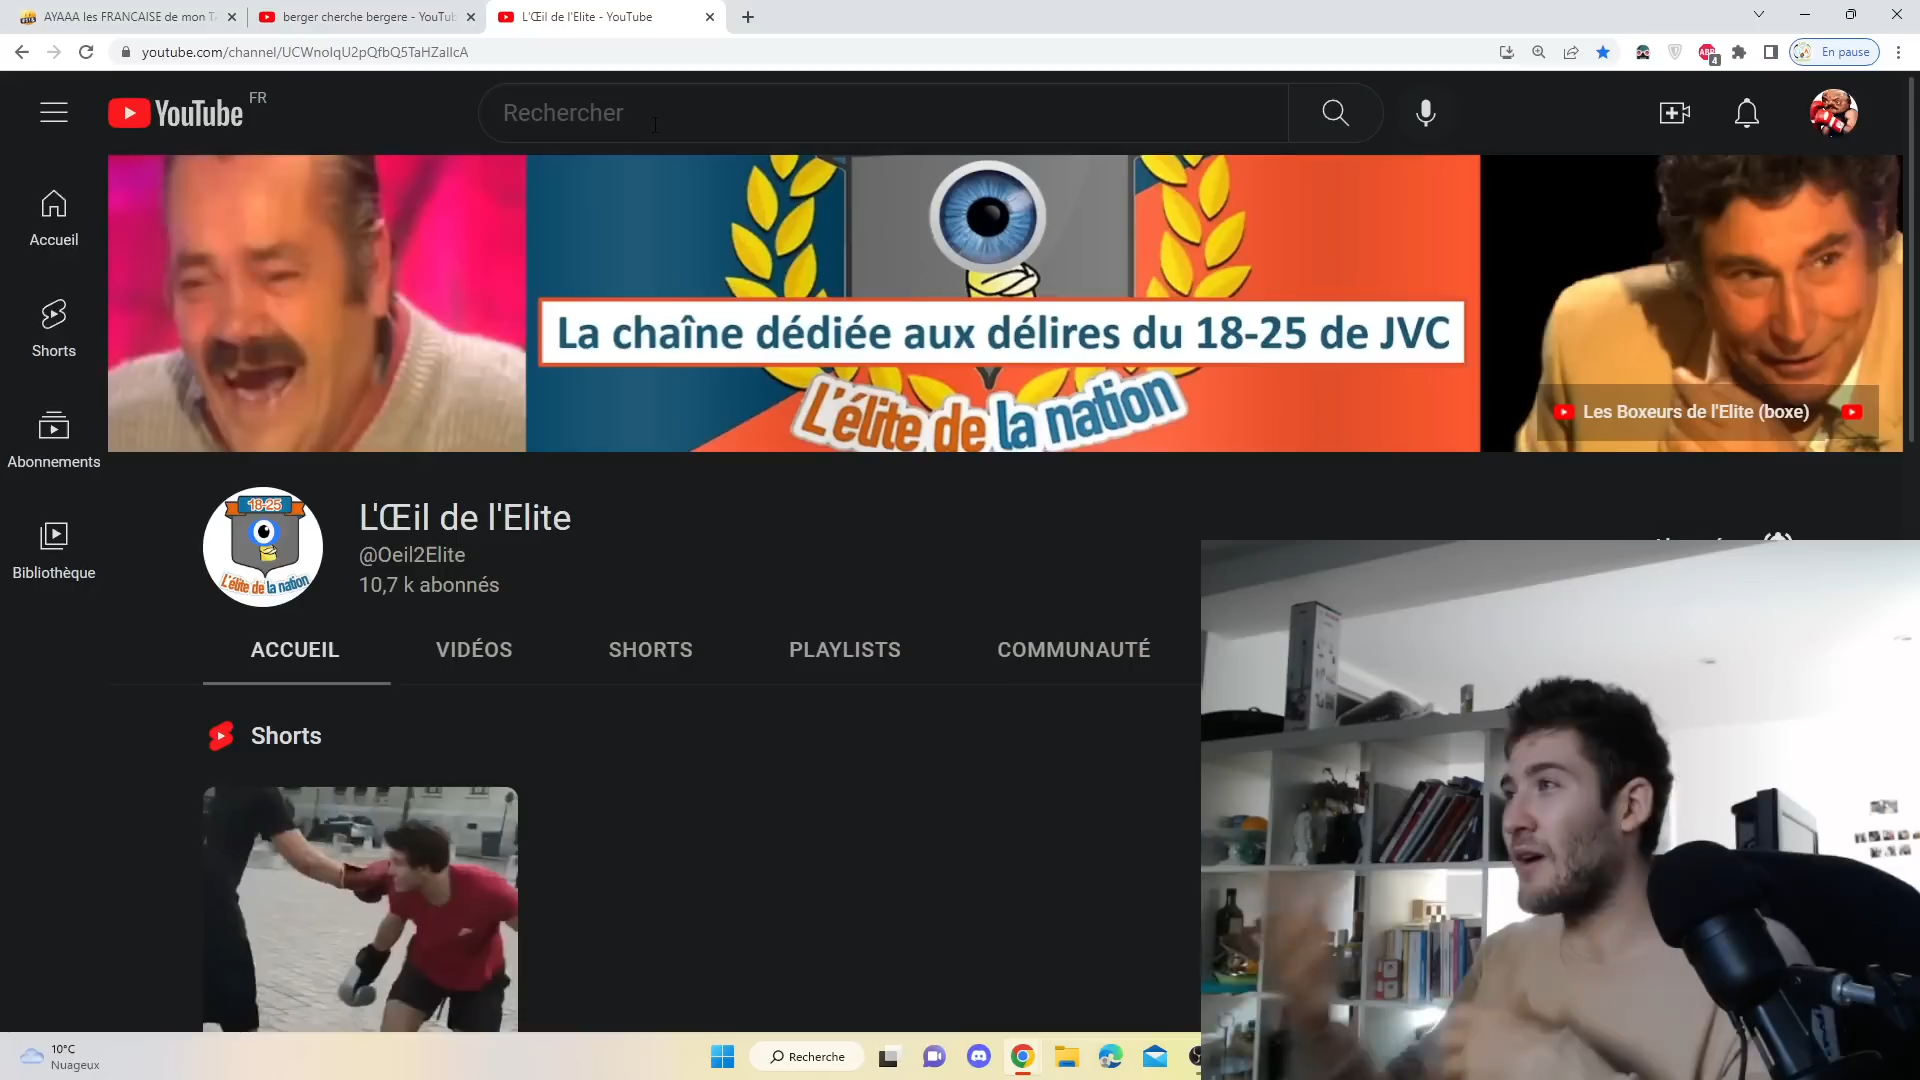 AYAAA les FRANCAISE de mon T
berger cherche bergere - YouTub
L'Œil de l'Elite - YouTube
youtube.com/channel/UCWnolqU2pQfbQ5TaHZallcA
ABP
4
En pause
YouTube FR
Rechercher
Accueil
Shorts
Abonnements
Bibliothèque
La chaîne dédiée aux délires du 18-25 de JVC
L'élite de la nation
Les Boxeurs de l'Elite (boxe)
18-25
L'élite de la nation
L'Œil de l'Elite
@Oeil2Elite
10,7 k abonnés
ACCUEIL
VIDÉOS
SHORTS
PLAYLISTS
COMMUNAUTÉ
Shorts
10°C
Nuageux
Recherche